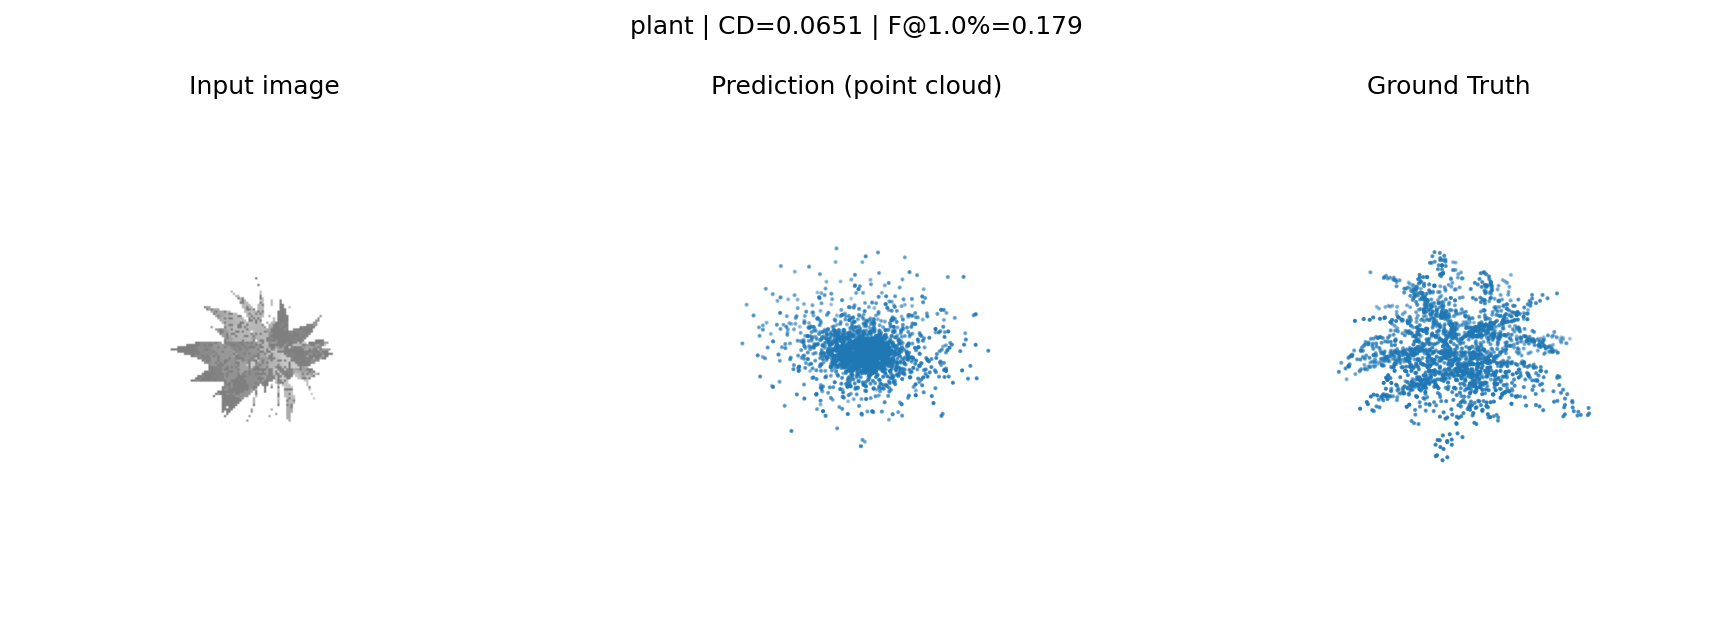 plant | CD=0.0651 | F@1.0%=0.179
Input image
Prediction (point cloud)
Ground Truth